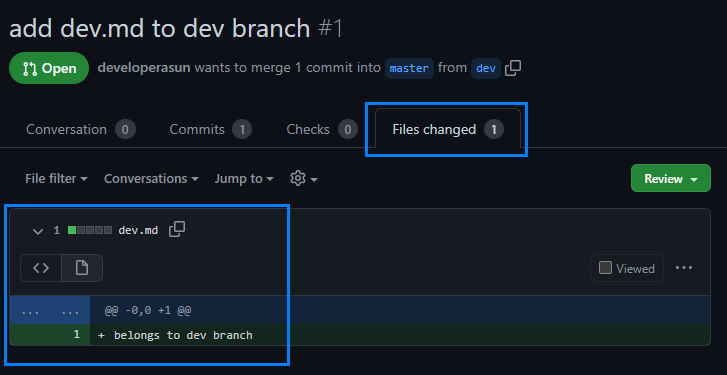 add dev.md to dev branch #1
Open developerasun wants to merge 1 commit into master from dev
Conversation 0 Commits 1 Checks 0 Files changed 1
File filter Conversations Jump to Review
1 dev.md
Viewed ...
... ... @@ -0,0 +1 @@
1 + belongs to dev branch